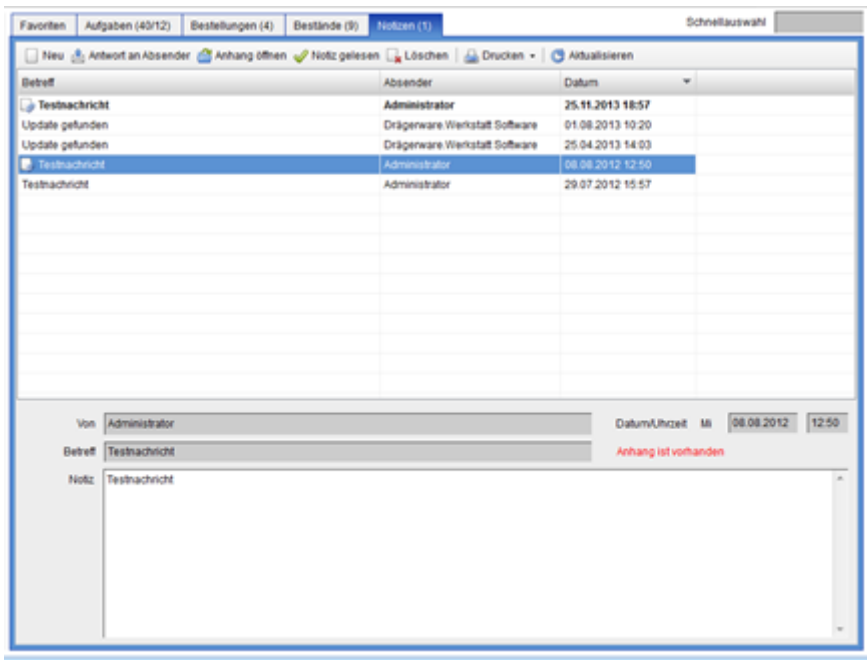 Favoriten Aufgaben (40/12) Bestellungen (4) Bestände (9) Notizen (1) Schnellauswahl
Neu Antwort an Absender Anhang öffnen Notiz gelesen Löschen Drucken Aktualisieren
Betreff Absender Datum
Testnachricht Administrator 25.11.2013 18:57
Update gefunden Drägerware.Werkstatt Software 01.08.2013 10:20
Update gefunden Drägerware.Werkstatt Software 25.04.2013 14:03
Testnachricht Administrator 08.08.2012 12:50
Testnachricht Administrator 29.07.2012 15:57
Von Administrator Datum/Uhrzeit Mi 08.08.2012 12:50
Betreff Testnachricht Anhang ist vorhanden
Notiz Testnachricht